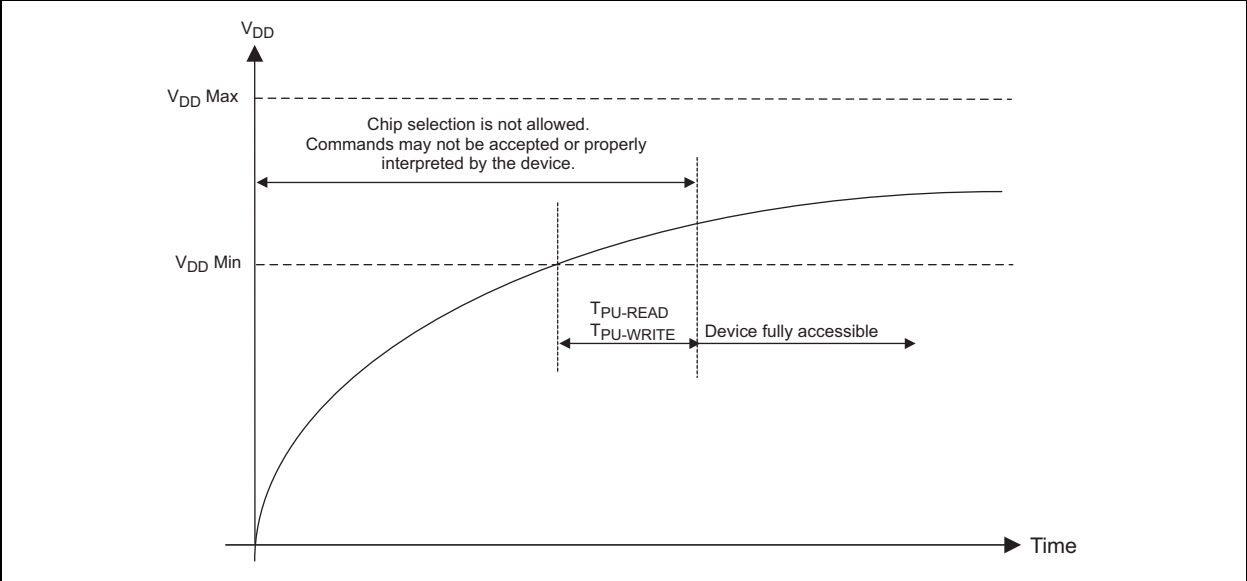 VDD
VDD Max
Chip selection is not allowed.
Commands may not be accepted or properly
interpreted by the device.
VDD Min
TPU-READ
TPU-WRITE
Device fully accessible
Time